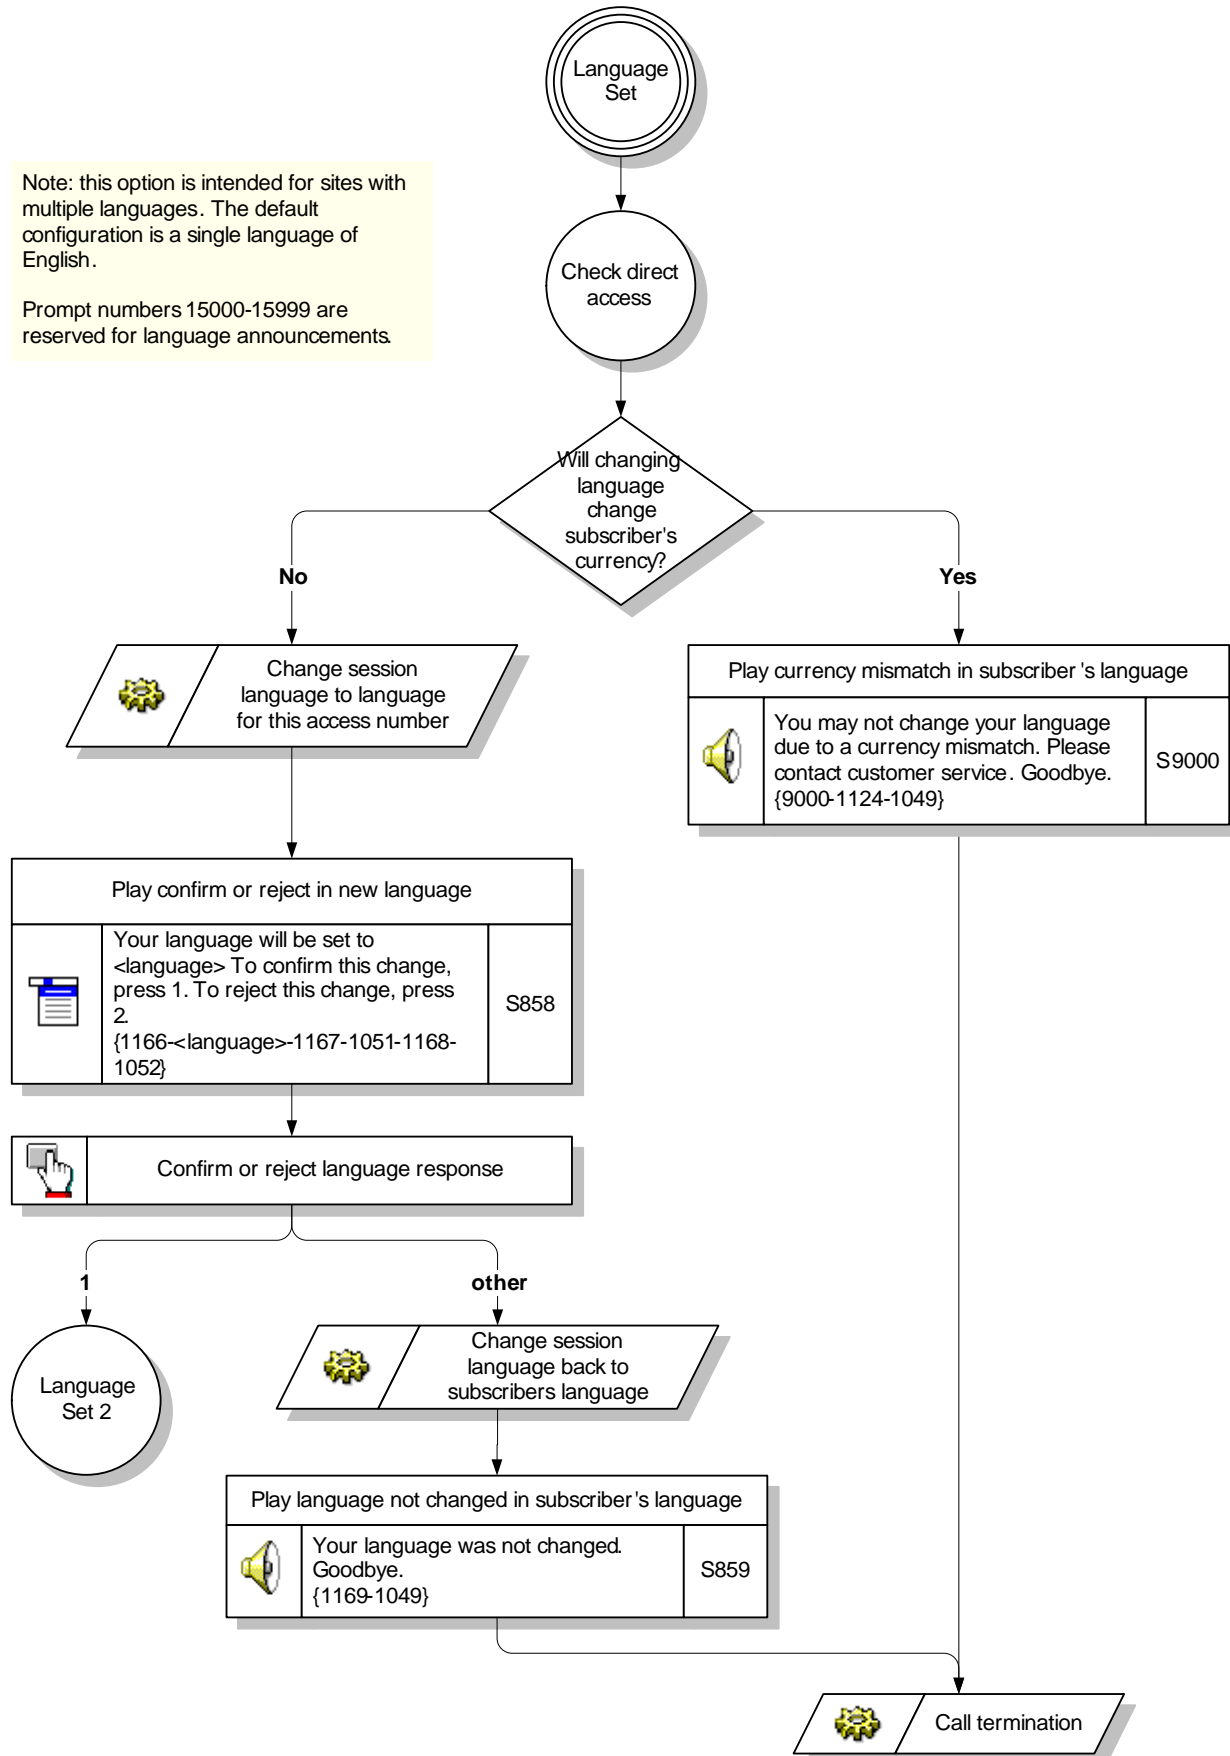 Language
Set
Note: this option is intended for sites with
multiple languages. The default
configuration is a single language of
English.
Prompt numbers 15000-15999 are
reserved for language announcements.
Check direct
access
Will changing
language
change
subscriber's
currency?
No
Yes
Change session
language to language
for this access number
Play currency mismatch in subscriber's language
You may not change your language
due to a currency mismatch. Please
contact customer service. Goodbye.
{9000-1124-1049}
S9000
Play confirm or reject in new language
Your language will be set to
<language> To confirm this change,
press 1. To reject this change, press
2.
{1166-<language>-1167-1051-1168-
1052}
S858
Confirm or reject language response
1
other
Language
Set 2
Change session
language back to
subscribers language
Play language not changed in subscriber's language
Your language was not changed.
Goodbye.
{1169-1049}
S859
Call termination